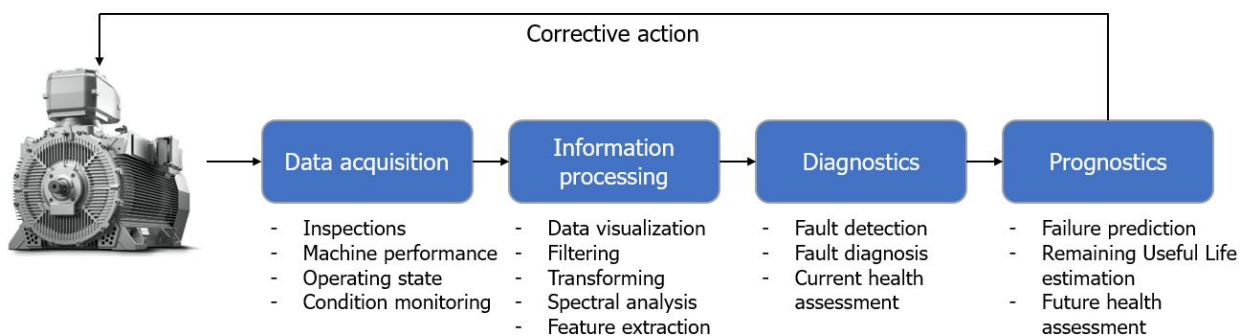 Corrective action
Data acquisition
Information
processing
Diagnostics
Prognostics
- Inspections
- Machine performance
- Operating state
- Condition monitoring
- Data visualization
- Filtering
- Transforming
- Spectral analysis
- Feature extraction
- Fault detection
- Fault diagnosis
- Current health
assessment
- Failure prediction
- Remaining Useful Life
estimation
- Future health
assessment